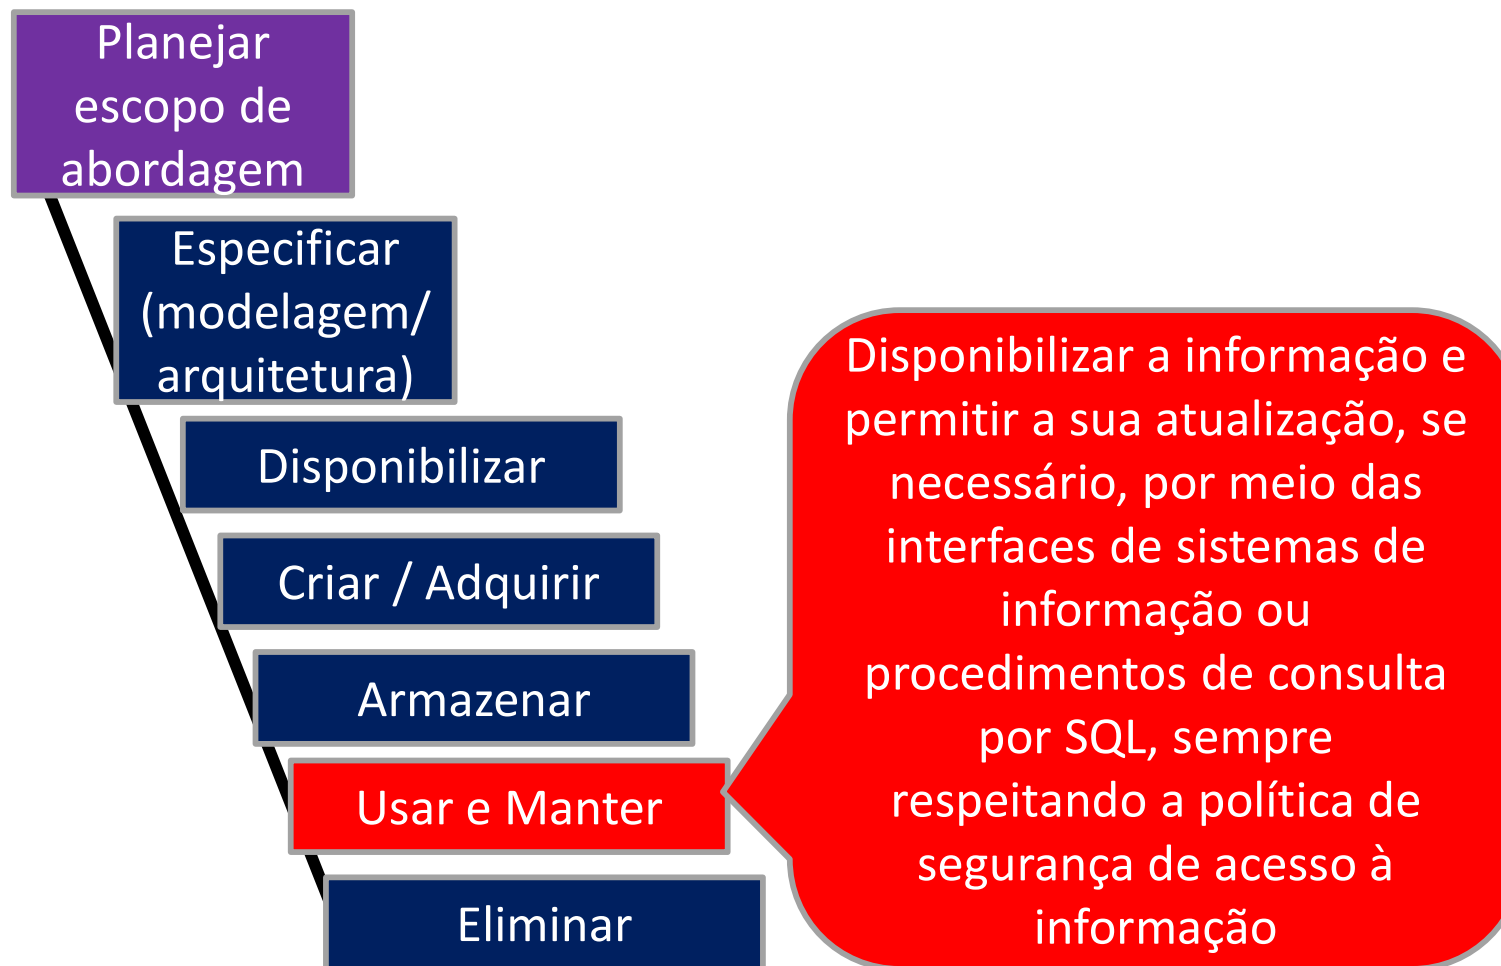 Planejar
escopo de
abordagem
Especificar
(modelagem/
arquitetura)
Disponibilizar
Criar / Adquirir
Armazenar
Usar e Manter
Eliminar
Disponibilizar a informação e
permitir a sua atualização, se
necessário, por meio das
interfaces de sistemas de
informação ou
procedimentos de consulta
por SQL, sempre
respeitando a política de
segurança de acesso à
informação